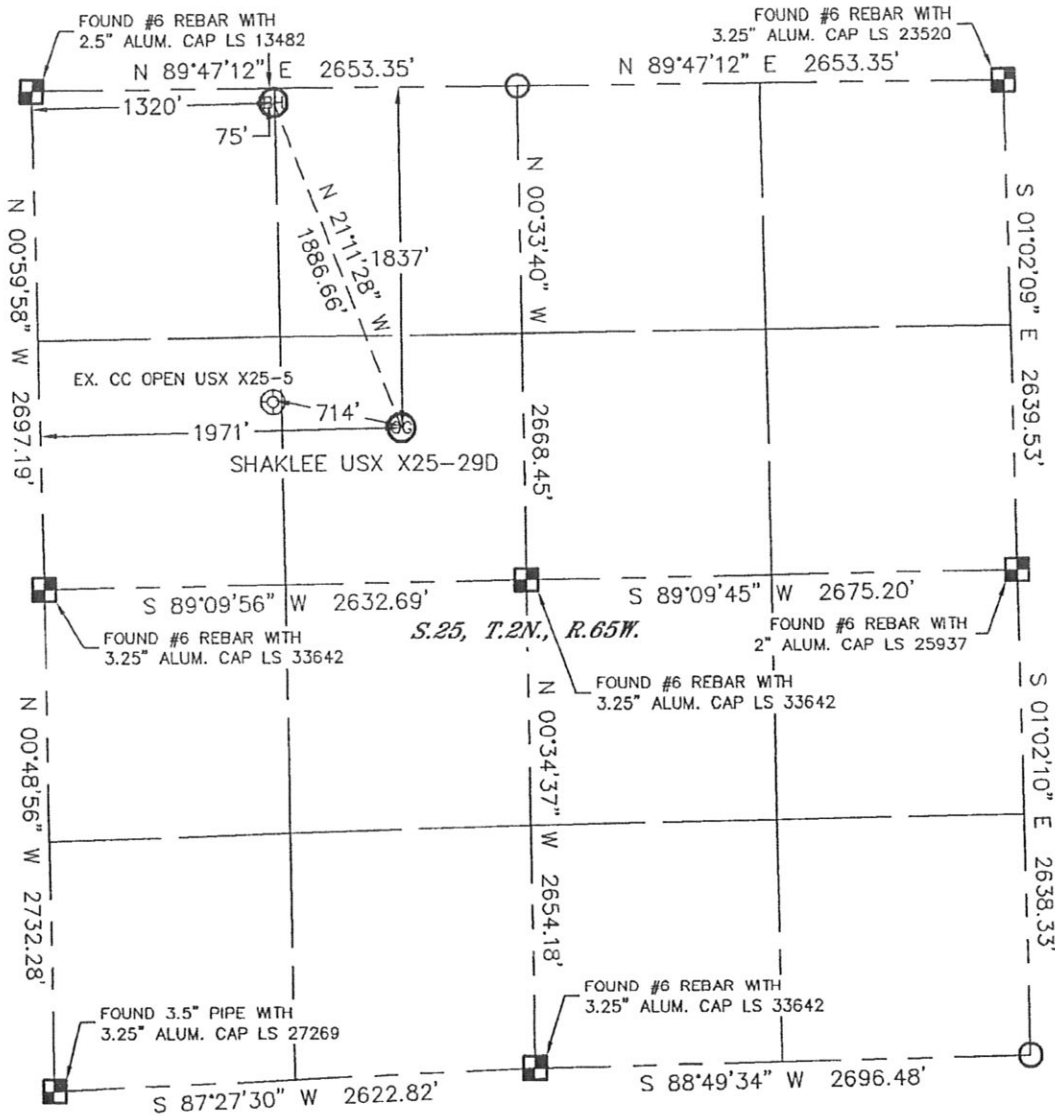 FOUND #6 REBAR WITH
2.5" ALUM. CAP LS 13482
FOUND #6 REBAR WITH
3.25" ALUM. CAP LS 23520
N 89°47'12" E 2653.35'
N 89°47'12" E 2653.35'
1320'
BH
75'
N 21°11'28" W
1886.66'
1837'
N 00°59'58" W 2697.19'
N 00°33'40" W 2668.45'
S 01°02'09" E 2639.53'
EX. CC OPEN USX X25-5
714'
1971'
OG
SHAKLEE USX X25-29D
S 89°09'56" W 2632.69'
S 89°09'45" W 2675.20'
FOUND #6 REBAR WITH
3.25" ALUM. CAP LS 33642
S.25, T.2N., R.65W.
FOUND #6 REBAR WITH
2" ALUM. CAP LS 25937
FOUND #6 REBAR WITH
3.25" ALUM. CAP LS 33642
N 00°48'56" W 2732.28'
N 00°34'37" W 2654.18'
S 01°02'10" E 2638.33'
FOUND 3.5" PIPE WITH
3.25" ALUM. CAP LS 27269
FOUND #6 REBAR WITH
3.25" ALUM. CAP LS 33642
S 87°27'30" W 2622.82'
S 88°49'34" W 2696.48'